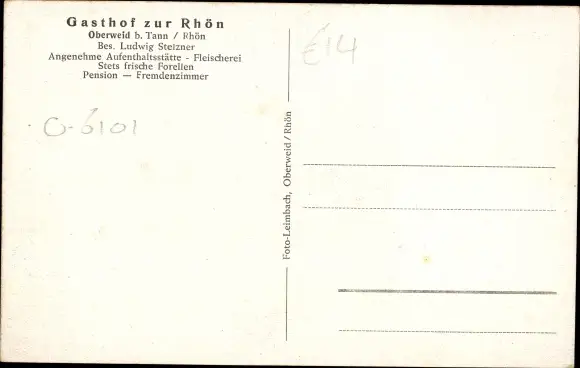 Gasthof zur Rhön
Oberweid b. Tann / Rhön
Bes. Ludwig Stelzner
Angenehme Aufenthaltsstätte - Fleischerei
Stets frische Forellen
Pension — Fremdenzimmer
O-6101
€14
Foto-Leimbach, Oberweid / Rhön